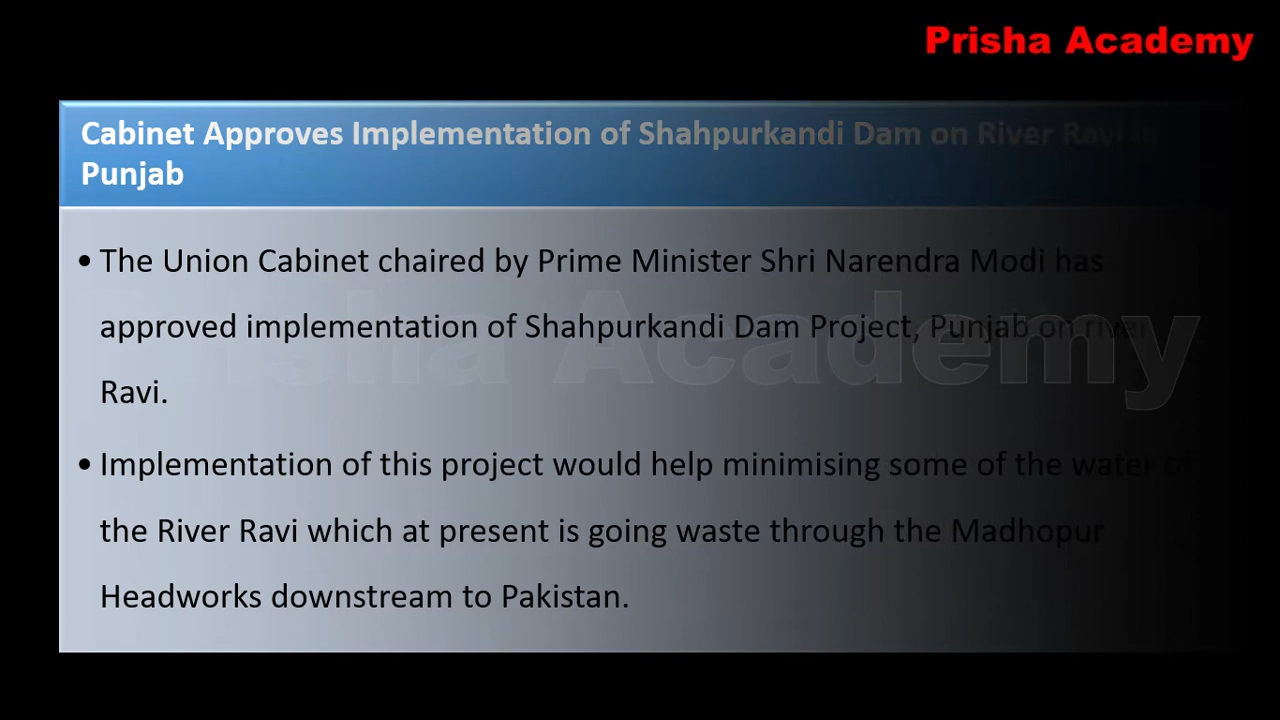 Prisha Academy
Cabinet Approves Implementation of Shahpurkandi Dam on River Ravi in
Punjab
• The Union Cabinet chaired by Prime Minister Shri Narendra Modi has
approved implementation of Shahpurkandi Dam Project, Punjab on river
Ravi.
Prisha Academy
• Implementation of this project would help minimising some of the water of
the River Ravi which at present is going waste through the Madhopur
Headworks downstream to Pakistan.